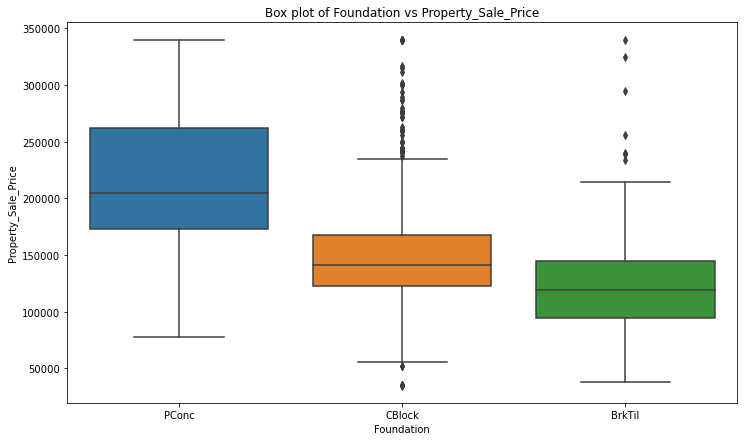 Box plot of Foundation vs Property_Sale_Price
350000
300000
250000
200000
150000
100000
50000
Property_Sale_Price
PConc
CBlock
BrkTil
Foundation